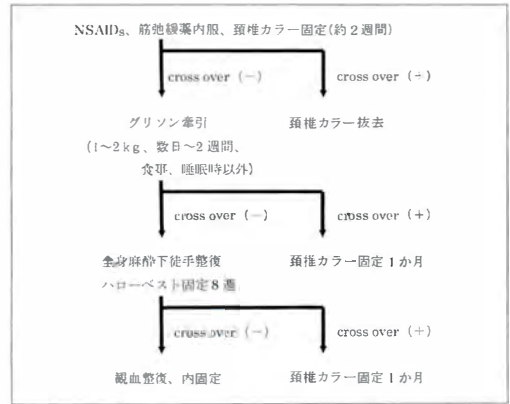 NSAIDs、筋弛緩薬内服、頚椎カラー固定(約2週間)
cross over (－) cross over (＋)
グリソン牽引 頚椎カラー抜去
(1～2kg、数日～2週間、
食事、睡眠時以外)
cross over (－) cross over (＋)
全身麻酔下徒手整復 頚椎カラー固定1か月
ハローベスト固定8週
cross over (－) cross over (＋)
観血整復、内固定 頚椎カラー固定1か月